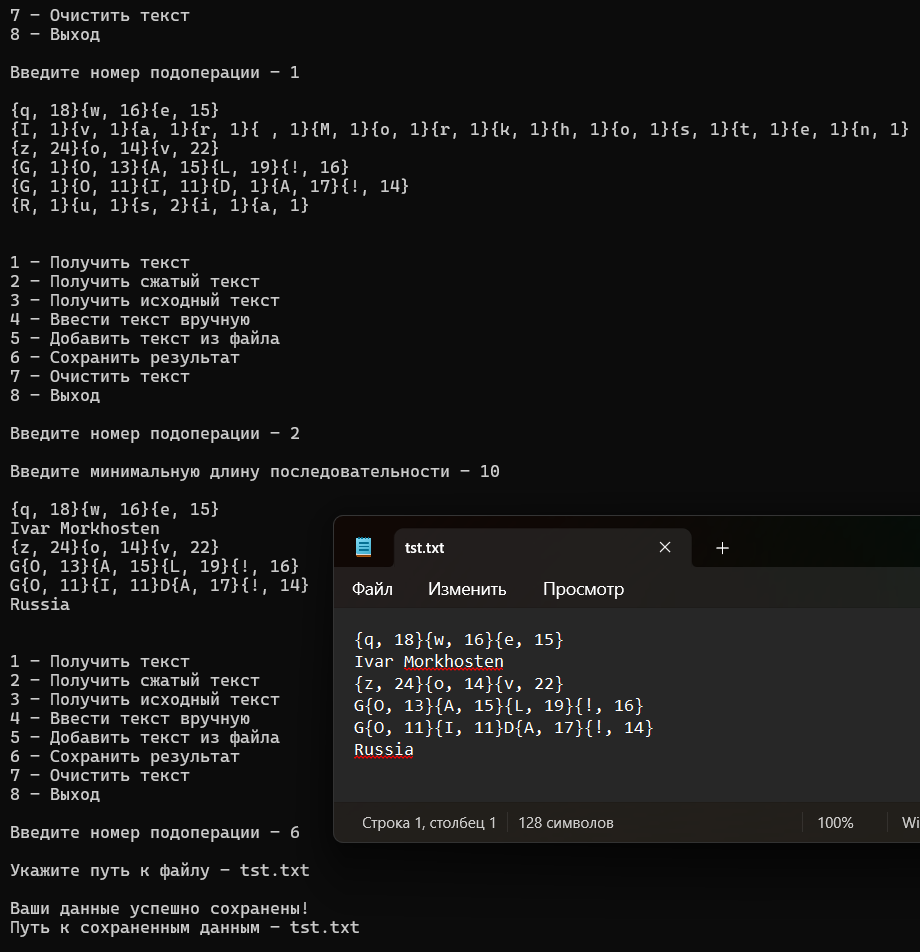 7 – Очистить текст
8 – Выход
Введите номер подоперации – 1
{q, 18}{w, 16}{e, 15}
{I, 1}{v, 1}{a, 1}{r, 1}{ , 1}{M, 1}{o, 1}{r, 1}{k, 1}{h, 1}{o, 1}{s, 1}{t, 1}{e, 1}{n, 1}
{z, 24}{o, 14}{v, 22}
{G, 1}{O, 13}{A, 15}{L, 19}{!, 16}
{G, 1}{O, 11}{I, 11}{D, 1}{A, 17}{!, 14}
{R, 1}{u, 1}{s, 2}{i, 1}{a, 1}
1 – Получить текст
2 – Получить сжатый текст
3 – Получить исходный текст
4 – Ввести текст вручную
5 – Добавить текст из файла
6 – Сохранить результат
7 – Очистить текст
8 – Выход
Введите номер подоперации – 2
Введите минимальную длину последовательности – 10
{q, 18}{w, 16}{e, 15}
Ivar Morkhosten
{z, 24}{o, 14}{v, 22}
G{O, 13}{A, 15}{L, 19}{!, 16}
G{O, 11}{I, 11}D{A, 17}{!, 14}
Russia
1 – Получить текст
2 – Получить сжатый текст
3 – Получить исходный текст
4 – Ввести текст вручную
5 – Добавить текст из файла
6 – Сохранить результат
7 – Очистить текст
8 – Выход
Введите номер подоперации – 6
Укажите путь к файлу – tst.txt
Ваши данные успешно сохранены!
Путь к сохраненным данным – tst.txt
tst.txt
Файл Изменить Просмотр
{q, 18}{w, 16}{e, 15}
Ivar Morkhosten
{z, 24}{o, 14}{v, 22}
G{O, 13}{A, 15}{L, 19}{!, 16}
G{O, 11}{I, 11}D{A, 17}{!, 14}
Russia
Строка 1, столбец 1 128 символов 100% Wi